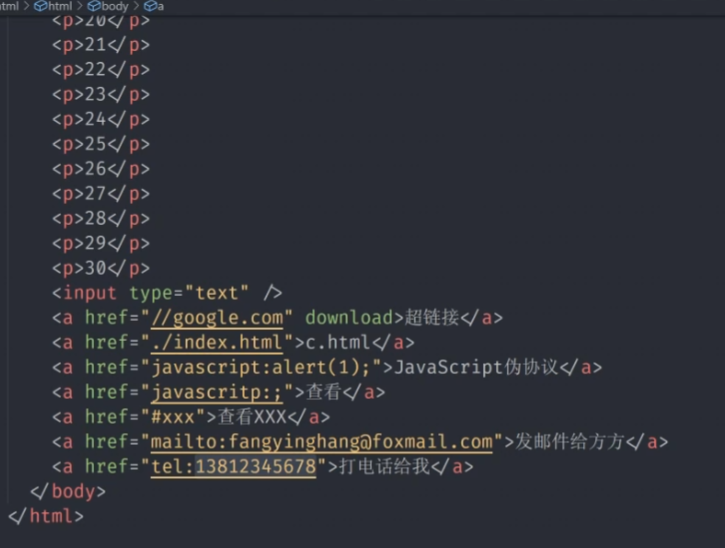 html > html > body > a
<p>20</p>
<p>21</p>
<p>22</p>
<p>23</p>
<p>24</p>
<p>25</p>
<p>26</p>
<p>27</p>
<p>28</p>
<p>29</p>
<p>30</p>
<input type="text" />
<a href="//google.com" download>超链接</a>
<a href="./index.html">c.html</a>
<a href="javascript:alert(1);">JavaScript伪协议</a>
<a href="javascritp:;">查看</a>
<a href="#xxx">查看XXX</a>
<a href="mailto:fangyinghang@foxmail.com">发邮件给方方</a>
<a href="tel:13812345678">打电话给我</a>
</body>
</html>